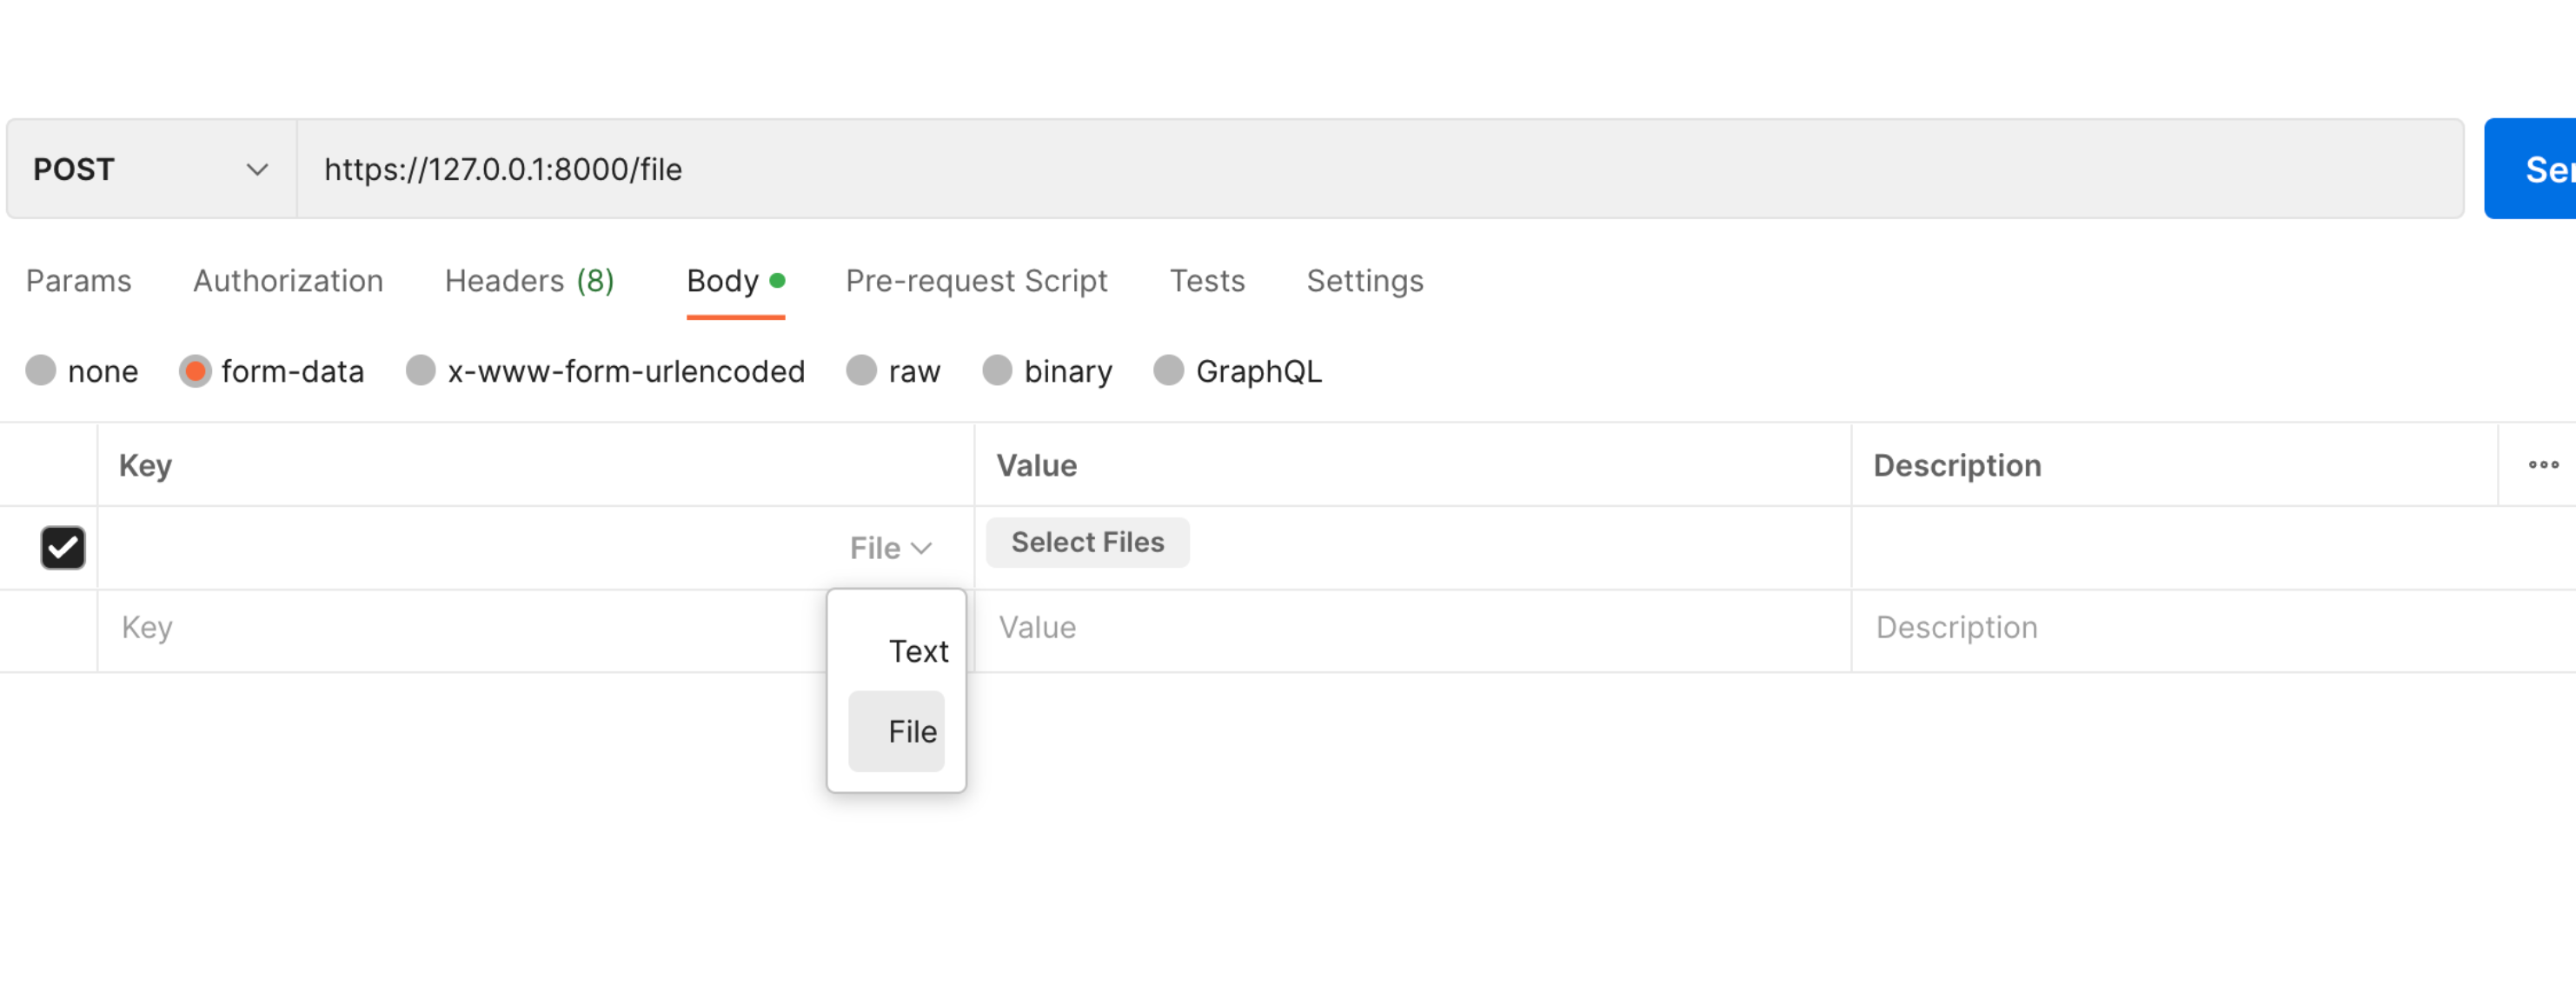 POST https://127.0.0.1:8000/file
Params Authorization Headers (8) Body Pre-request Script Tests Settings
none form-data x-www-form-urlencoded raw binary GraphQL
Key Value Description
File Select Files
Key Value Description
Text
File